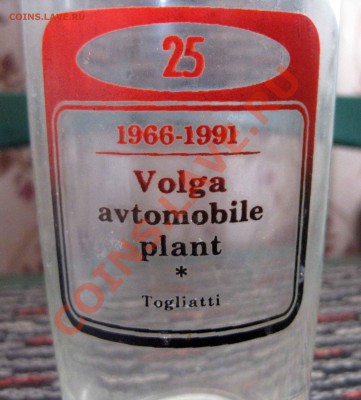 COINS.LAVE.RU
25
1966-1991
Volga
avtomobile
plant
*
Togliatti
COINS.LAVE.RU